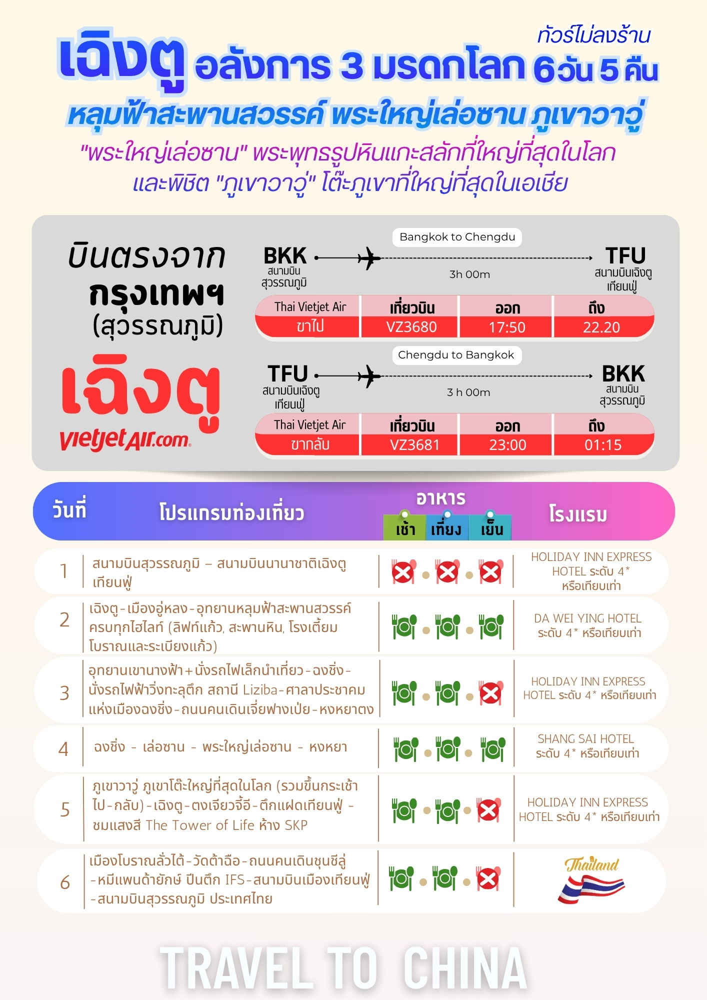 ทัวร์ไม่ลงร้าน
เฉิงตู อลังการ 3 มรดกโลก 6วัน 5 คืน
หลุมฟ้าสะพานสวรรค์ พระใหญ่เล่อซาน ภูเขาวาวู่
"พระใหญ่เล่อซาน" พระพุทธรูปหินแกะสลักที่ใหญ่ที่สุดในโลก
และพิชิต "ภูเขาวาวู่" โต๊ะภูเขาที่ใหญ่ที่สุดในเอเชีย
บินตรงจาก
กรุงเทพฯ
(สุวรรณภูมิ)
เฉิงตู
vietjetAir.com
Bangkok to Chengdu
BKK
TFU
สนามบิน
สุวรรณภูมิ
3h 00m
สนามบินเฉิงตู
เทียนฟู่
Thai Vietjet Air เที่ยวบิน ออก ถึง
ขาไป VZ3680 17:50 22.20
Chengdu to Bangkok
TFU
BKK
สนามบินเฉิงตู
เทียนฟู่
3 h 00m
สนามบิน
สุวรรณภูมิ
Thai Vietjet Air เที่ยวบิน ออก ถึง
ขากลับ VZ3681 23:00 01:15
วันที่ โปรแกรมท่องเที่ยว อาหาร โรงแรม
เช้า เที่ยง เย็น
1
สนามบินสุวรรณภูมิ – สนามบินนานาชาติเฉิงตู
เทียนฟู่
HOLIDAY INN EXPRESS
HOTEL ระดับ 4*
หรือเทียบเท่า
2
เฉิงตู-เมืองอู่หลง-อุทยานหลุมฟ้าสะพานสวรรค์
ครบทุกไฮไลท์ (ลิฟท์แก้ว, สะพานหิน, โรงเตี้ยม
โบราณและระเบียงแก้ว)
DA WEI YING HOTEL
ระดับ 4* หรือเทียบเท่า
3
อุทยานเขานางฟ้า+นั่งรถไฟเล็กนำเที่ยว-ฉงชิ่ง-
นั่งรถไฟฟ้าวิ่งทะลุตึก สถานี Liziba-ศาลาประชาคม
แห่งเมืองฉงชิ่ง-ถนนคนเดินเจี่ยฟางเป่ย-หงหยาตง
HOLIDAY INN EXPRESS
HOTEL ระดับ 4* หรือเทียบเท่า
4
ฉงชิ่ง - เล่อซาน - พระใหญ่เล่อซาน - หงหยา
SHANG SAI HOTEL
ระดับ 4* หรือเทียบเท่า
5
ภูเขาวาวู่ ภูเขาโต๊ะใหญ่ที่สุดในโลก (รวมขึ้นกระเช้า
ไป-กลับ)-เฉิงตู-ตงเจียวจี้อี-ตึกแฝดเทียนฟู่ -
ชมแสงสี The Tower of Life ห้าง SKP
HOLIDAY INN EXPRESS
HOTEL ระดับ 4* หรือเทียบเท่า
6
เมืองโบราณลั่วไต้-วัดต้าฉือ-ถนนคนเดินชุนซีลู่
-หมีแพนด้ายักษ์ ปีนตึก IFS-สนามบินเมืองเทียนฟู่
-สนามบินสุวรรณภูมิ ประเทศไทย
Thailand
TRAVEL TO CHINA